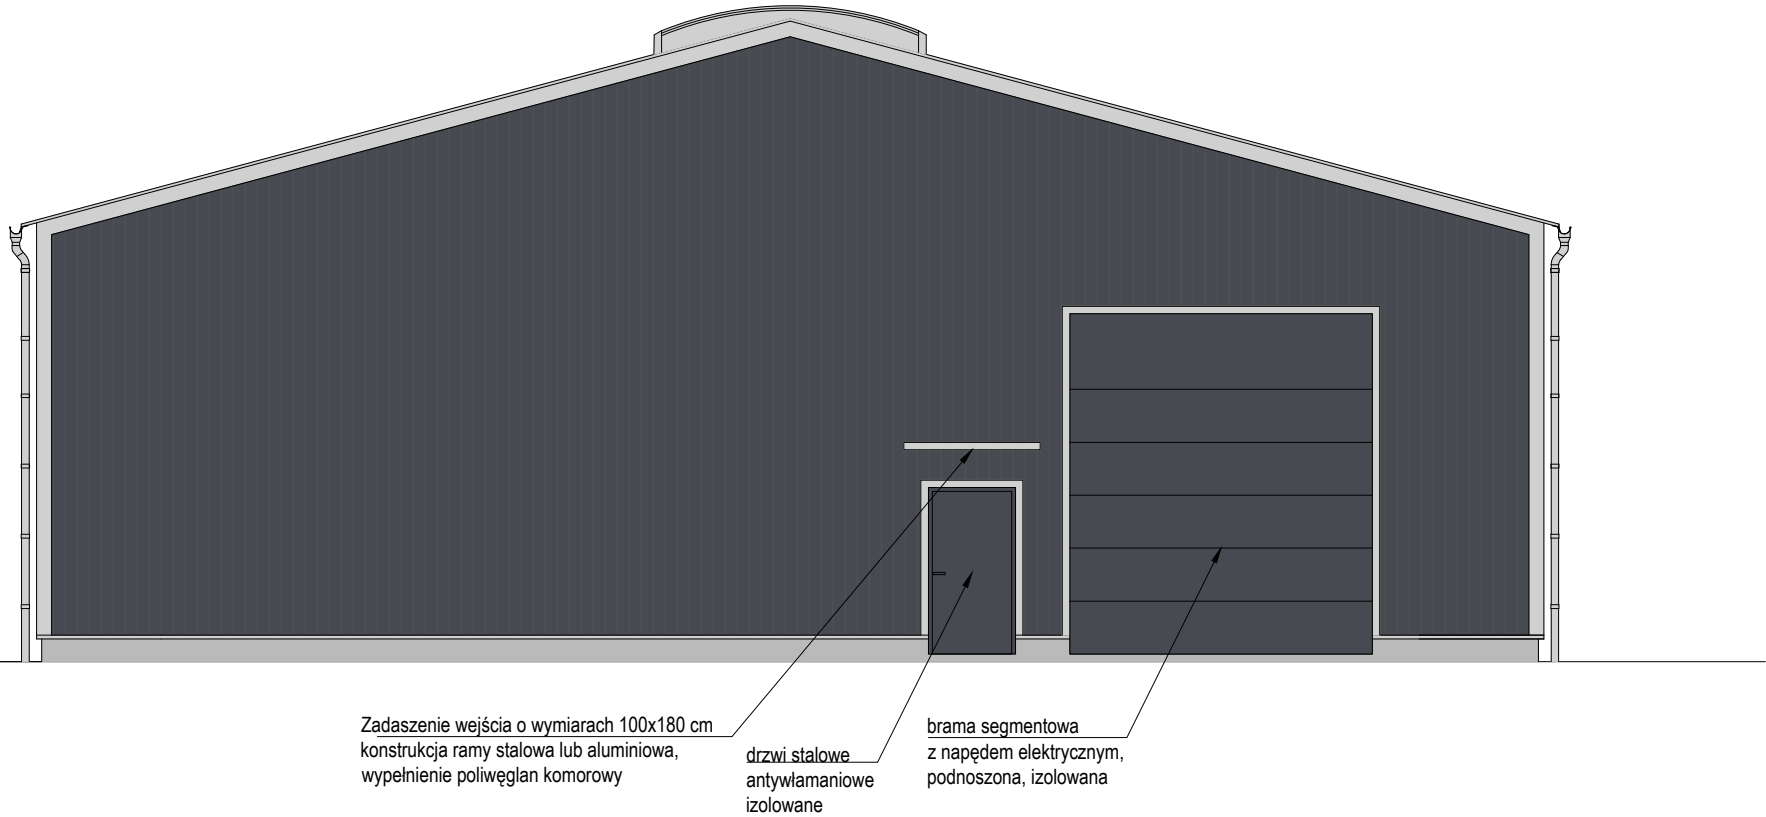 Zadaszenie wejścia o wymiarach 100x180 cm
konstrukcja ramy stalowa lub aluminiowa,
wypełnienie poliwęglan komorowy
drzwi stalowe
antywłamaniowe
izolowane
brama segmentowa
z napędem elektrycznym,
podnoszona, izolowana